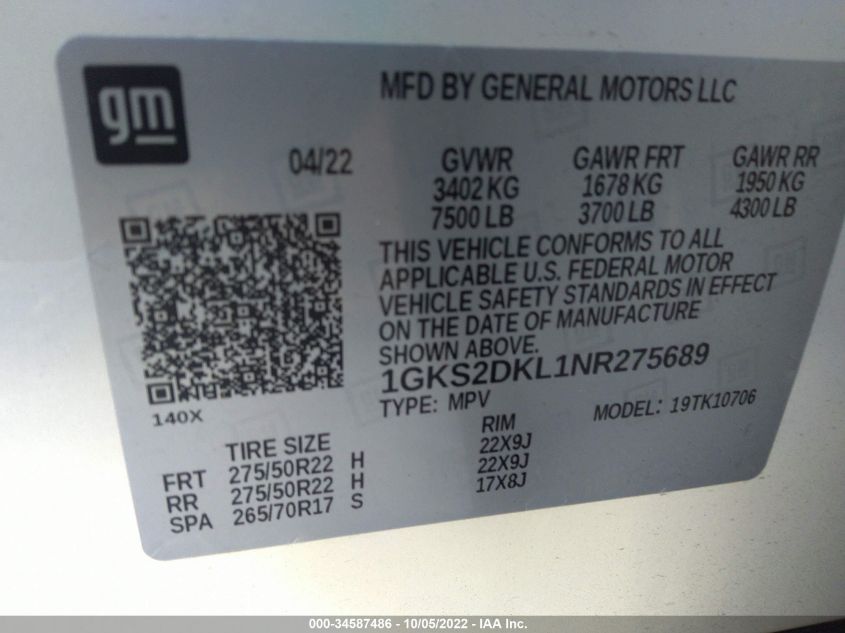 gm
MFD BY GENERAL MOTORS LLC
04/22
GVWR GAWR FRT GAWR RR
3402 KG 1678 KG 1950 KG
7500 LB 3700 LB 4300 LB
THIS VEHICLE CONFORMS TO ALL
APPLICABLE U.S. FEDERAL MOTOR
VEHICLE SAFETY STANDARDS IN EFFECT
ON THE DATE OF MANUFACTURE
SHOWN ABOVE.
1GKS2DKL1NR275689
TYPE: MPV MODEL: 19TK10706
140X
TIRE SIZE RIM
FRT 275/50R22 H 22X9J
RR 275/50R22 H 22X9J
SPA 265/70R17 S 17X8J
000-34587486 - 10/05/2022 - IAA Inc.